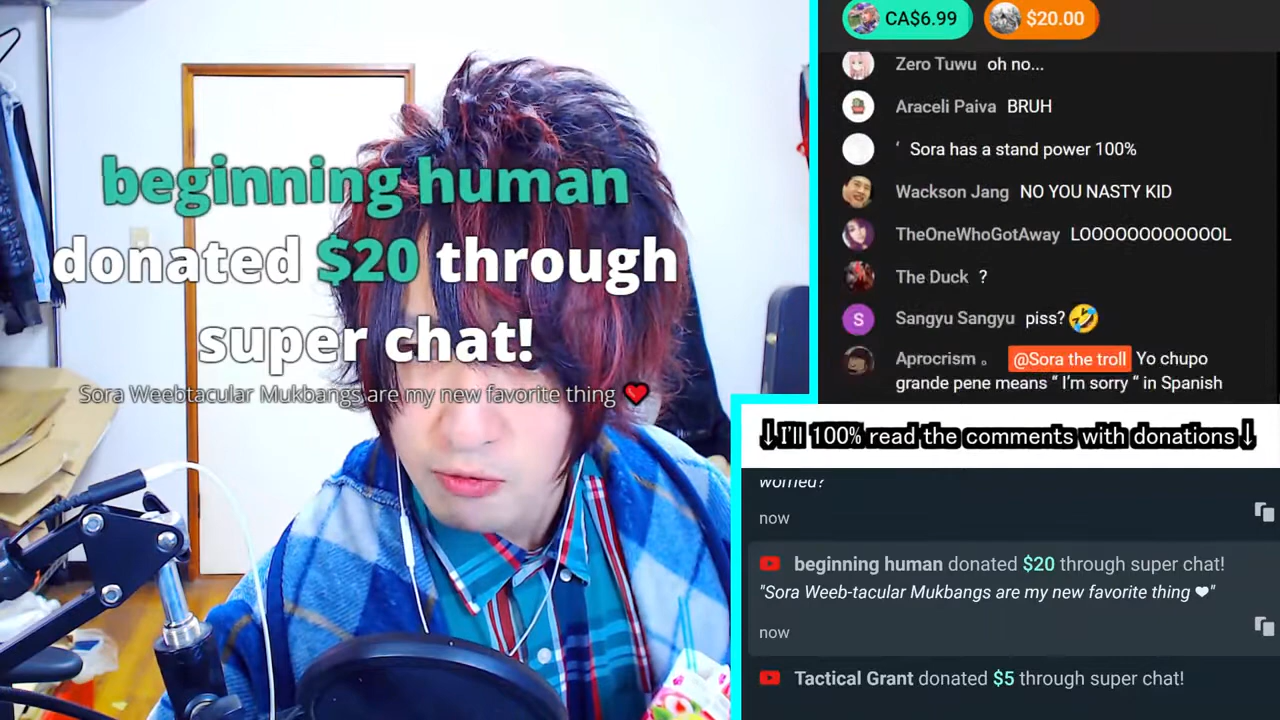 beginning human
donated $20 through
super chat!
Sora Weebtacular Mukbangs are my new favorite thing ❤
CA$6.99 $20.00
Zero Tuwu oh no...
Araceli Paiva BRUH
' Sora has a stand power 100%
Wackson Jang NO YOU NASTY KID
TheOneWhoGotAway LOOOOOOOOOOOOL
The Duck ?
S Sangyu Sangyu piss?🤣
Aprocrism 。 @Sora the troll Yo chupo
grande pene means “ I’m sorry “ in Spanish
↓I'll 100% read the comments with donations↓
worried?
now
beginning human donated $20 through super chat!
"Sora Weeb-tacular Mukbangs are my new favorite thing ❤"
now
Tactical Grant donated $5 through super chat!